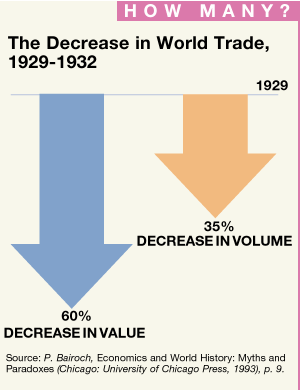 HOW MANY?
The Decrease in World Trade,
1929-1932
1929
35%
DECREASE IN VOLUME
60%
DECREASE IN VALUE
Source: P. Bairoch, Economics and World History: Myths and
Paradoxes (Chicago: University of Chicago Press, 1993), p. 9.